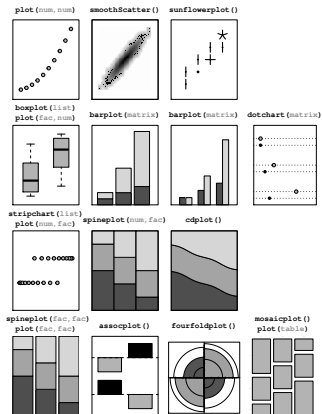 plot(num,num)
smoothScatter()
sunflowerplot()
boxplot(list)
plot(fac,num)
barplot(matrix)
barplot(matrix)
dotchart(matrix)
stripchart(list)
plot(num,fac)
spineplot(num,fac)
cdplot()
spineplot(fac,fac)
plot(fac,fac)
assocplot()
fourfoldplot()
mosaicplot()
plot(table)